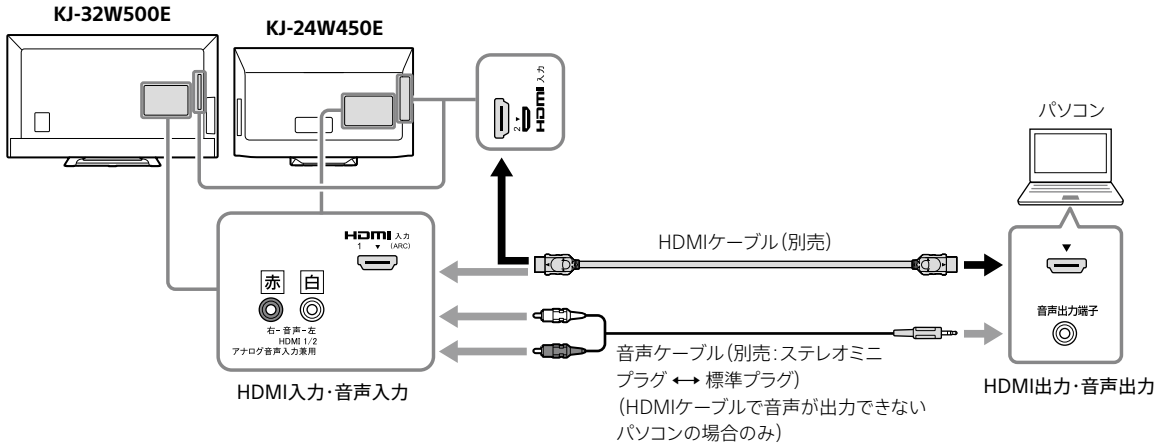 KJ-32W500E
KJ-24W450E
2
HDMI 入力
パソコン
HDMI 入力
1 (ARC)
赤 白
右-音声-左
HDMI 1/2
アナログ音声入力兼用
HDMI入力・音声入力
HDMIケーブル(別売)
音声ケーブル(別売:ステレオミニ
プラグ ⟷ 標準プラグ)
(HDMIケーブルで音声が出力できない
パソコンの場合のみ)
音声出力端子
HDMI出力・音声出力